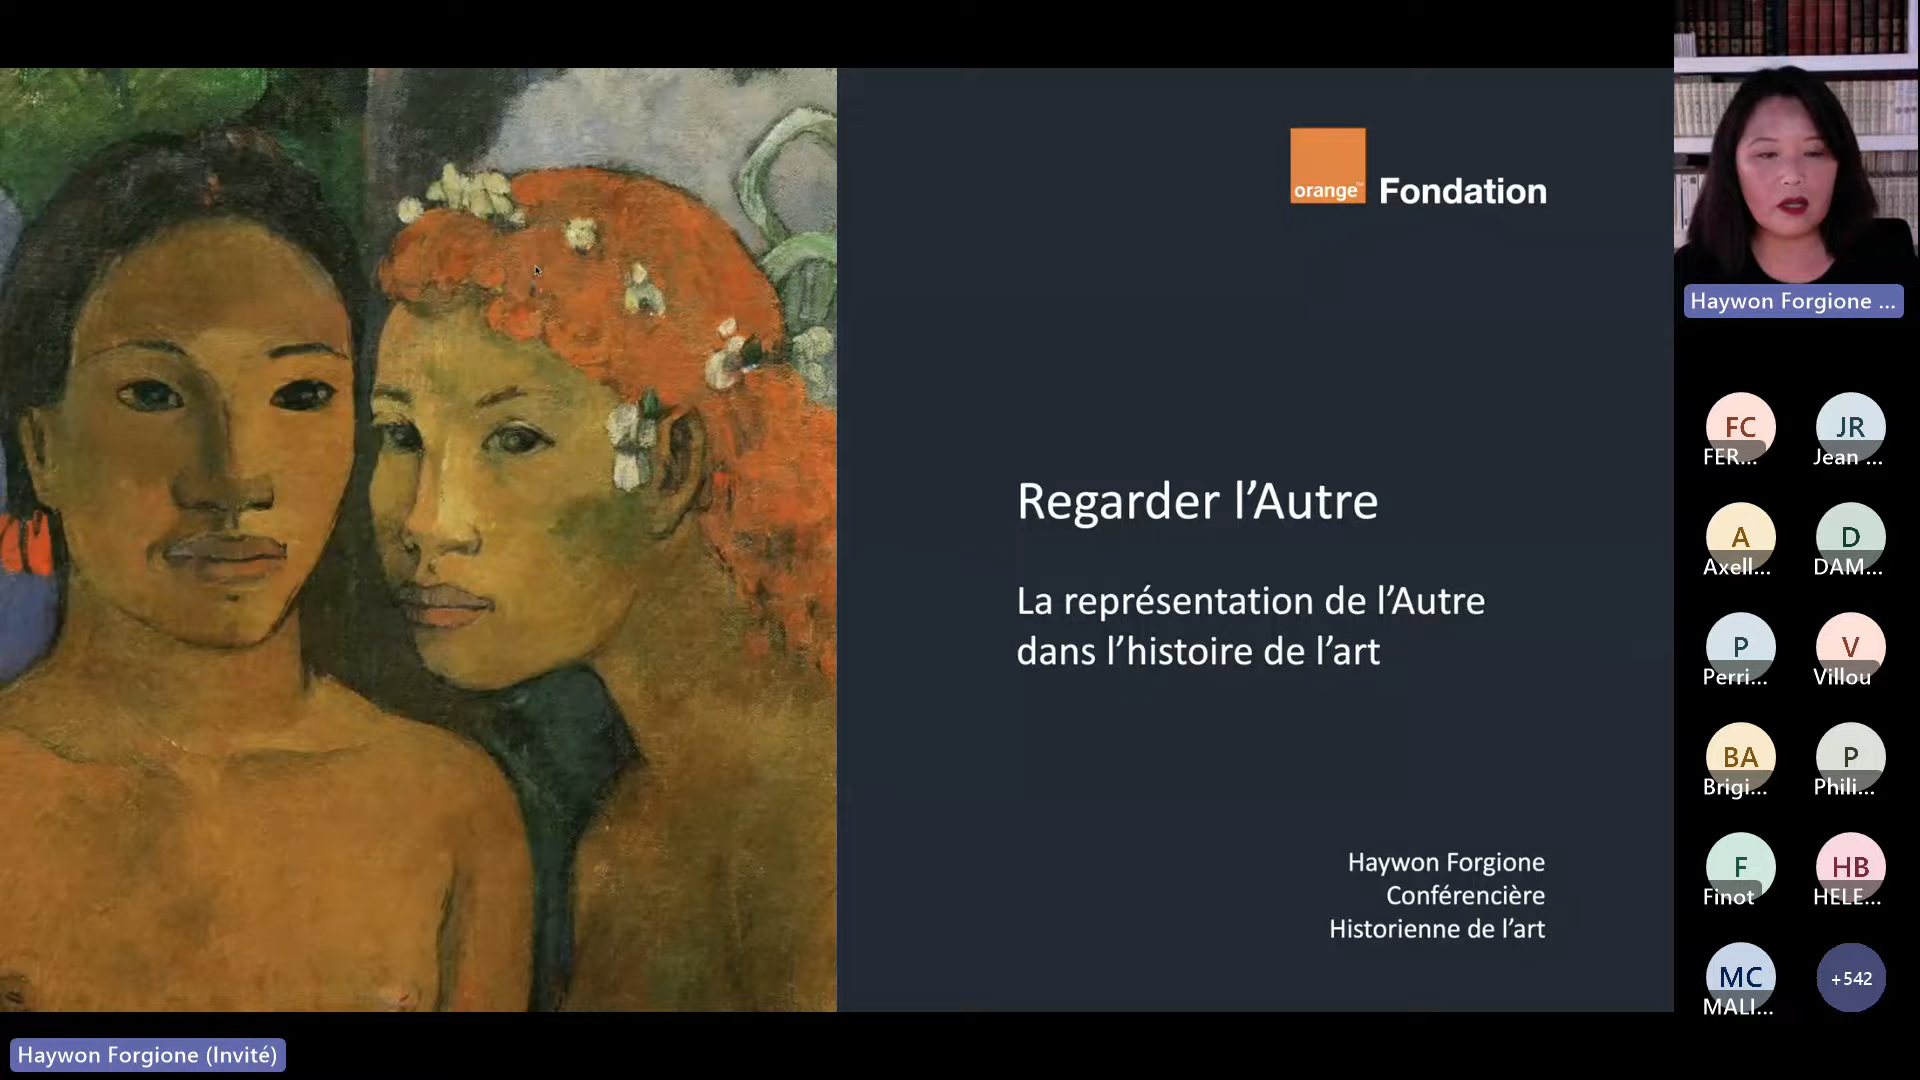 orange™
Fondation
Regarder l’Autre
La représentation de l’Autre
dans l’histoire de l’art
Haywon Forgione
Conférencière
Historienne de l’art
Haywon Forgione (Invité)
Haywon Forgione ...
FC
FER...
JR
Jean ...
A
Axell...
D
DAM...
P
Perri...
V
Villou
BA
Brigi...
P
Phili...
F
Finot
HB
HELE...
MC
MALI...
+542